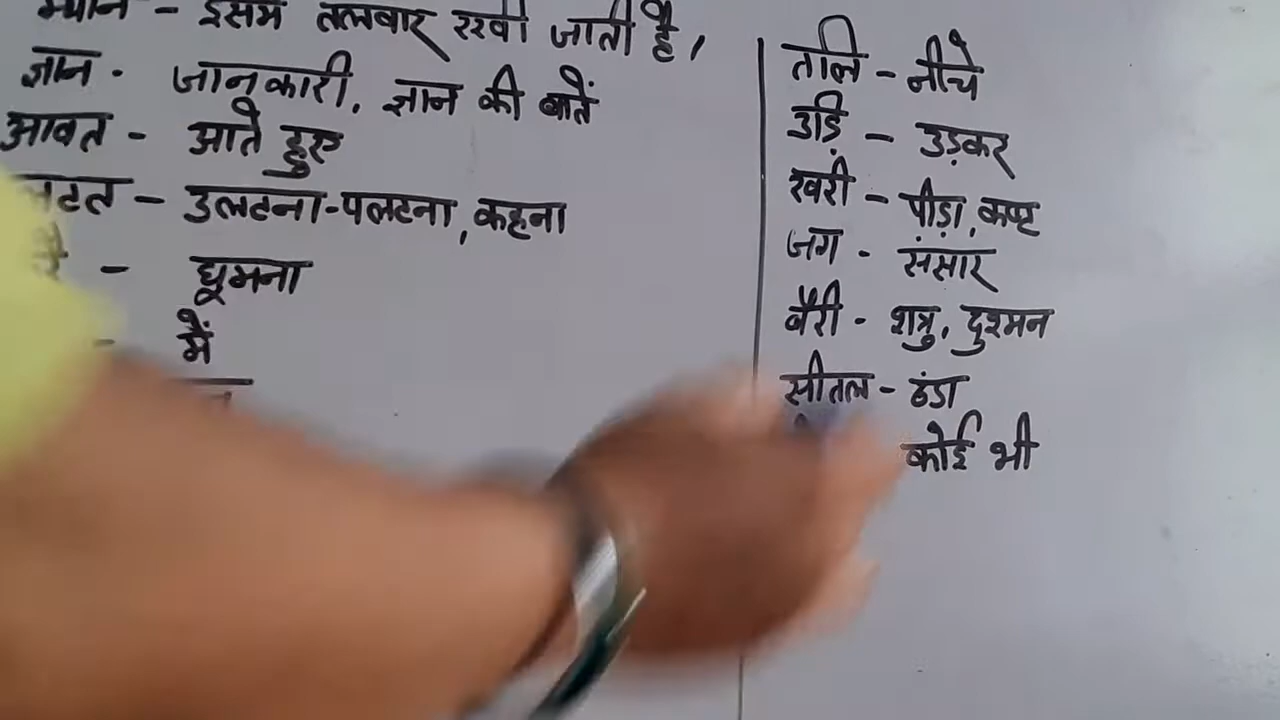 म्यान - इसमें तलवार रखी जाती है,
ज्ञान - जानकारी, ज्ञान की बातें
आवत - आते हुए
- उलटना-पलटना, कहना
- घूमना
- में
तलि - नीचे
उड़ि - उड़कर
खरी - पीड़ा, कष्ट
जग - संसार
बैरी - शत्रु, दुश्मन
सीतल - ठंडा
कोई भी